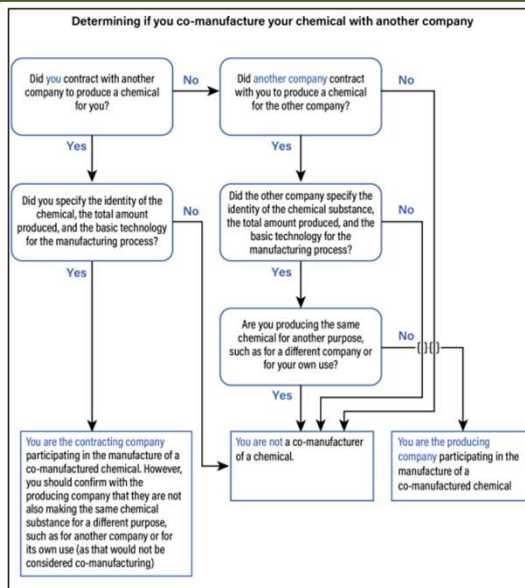 Determining if you co-manufacture your chemical with another company
Did you contract with another
company to produce a chemical
for you?
No
Did another company contract
with you to produce a chemical
for the other company?
No
Yes
Yes
Did you specify the identity of the
chemical, the total amount
produced, and the basic technology
for the manufacturing process?
No
Did the other company specify the
identity of the chemical substance,
the total amount produced, and the
basic technology for the
manufacturing process?
No
Yes
Yes
Are you producing the same
chemical for another purpose,
such as for a different company or
for your own use?
No
Yes
You are the contracting company
participating in the manufacture of a
co-manufactured chemical. However,
you should confirm with the
producing company that they are not
also making the same chemical
substance for a different purpose,
such as for another company or for
its own use (as that would not be
considered co-manufacturing)
You are not a co-manufacturer
of a chemical.
You are the producing
company participating in the
manufacture of a
co-manufactured chemical